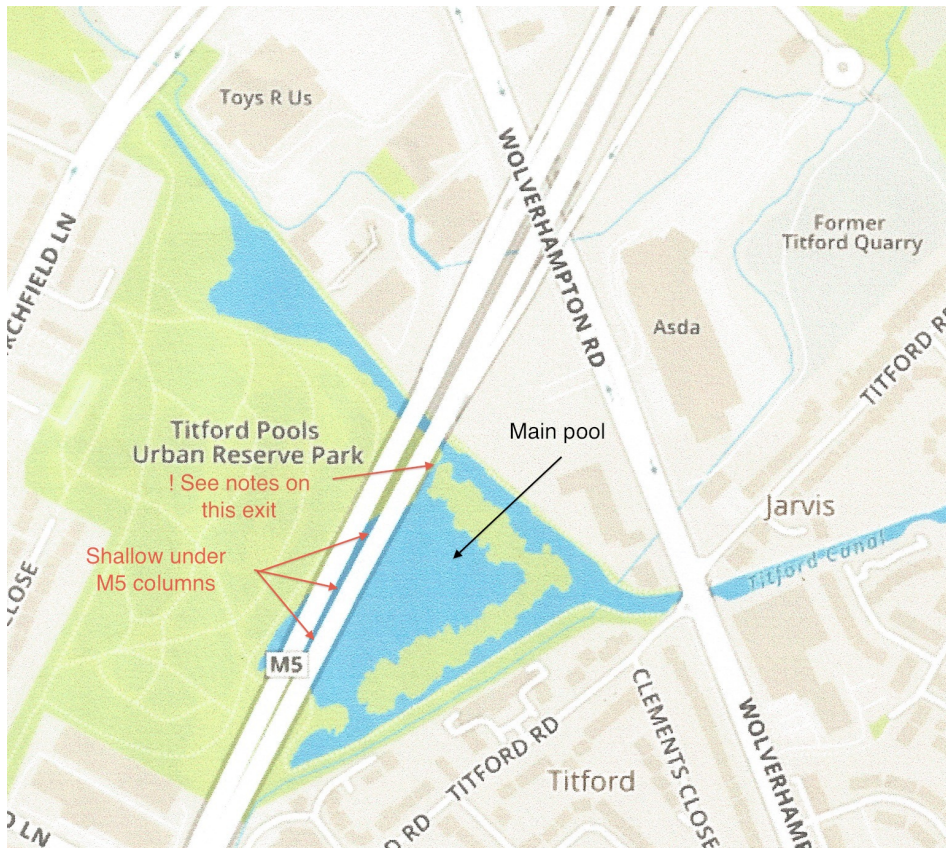 Toys R Us
WOLVERHAMPTON RD
Former
Titford Quarry
RCHFIELD LN
Asda
TITFORD RD
Titford Pools
Urban Reserve Park
Main pool
! See notes on
this exit
Jarvis
Shallow under
M5 columns
Titford Canal
CLOSE
M5
CLEMENTS CLOSE
WOLVERHAMP
TITFORD RD
Titford
D LN
RD